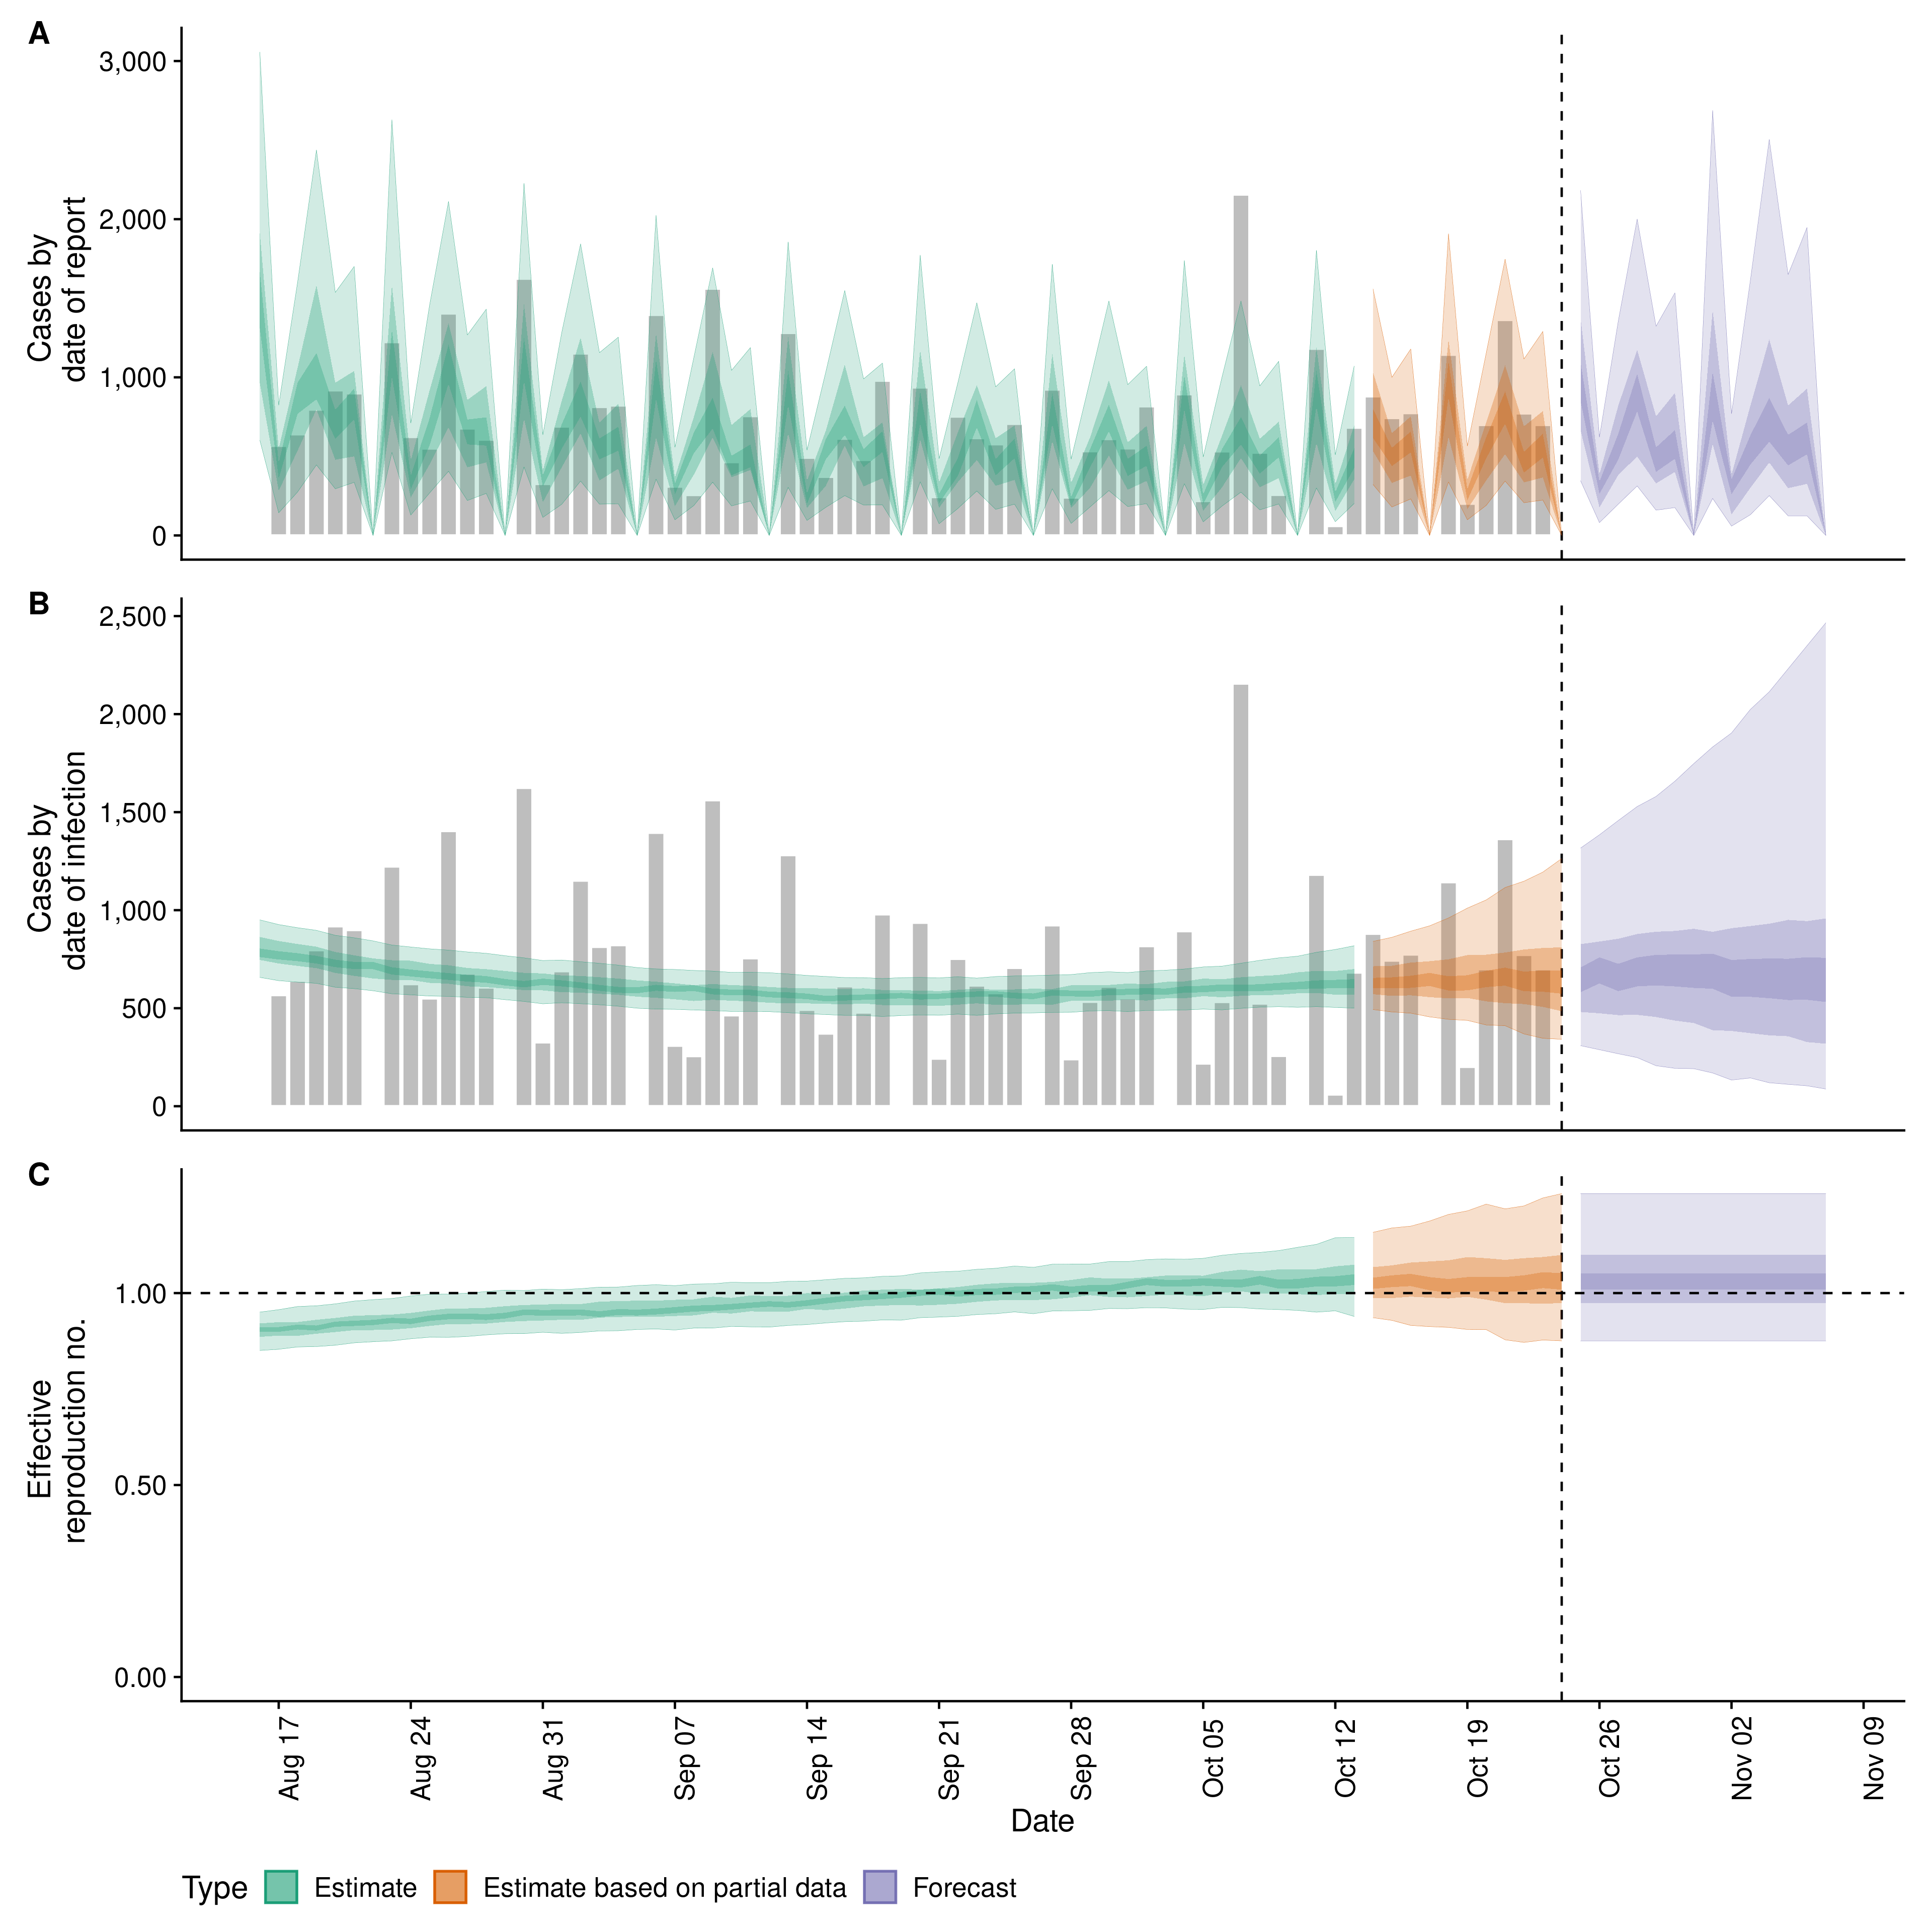 A
3,000
2,000
1,000
0
Cases by
date of report
B
2,500
2,000
1,500
1,000
500
0
Cases by
date of infection
C
1.00
0.50
0.00
Effective
reproduction no.
Aug 17
Aug 24
Aug 31
Sep 07
Sep 14
Sep 21
Sep 28
Oct 05
Oct 12
Oct 19
Oct 26
Nov 02
Nov 09
Date
Type Estimate Estimate based on partial data Forecast